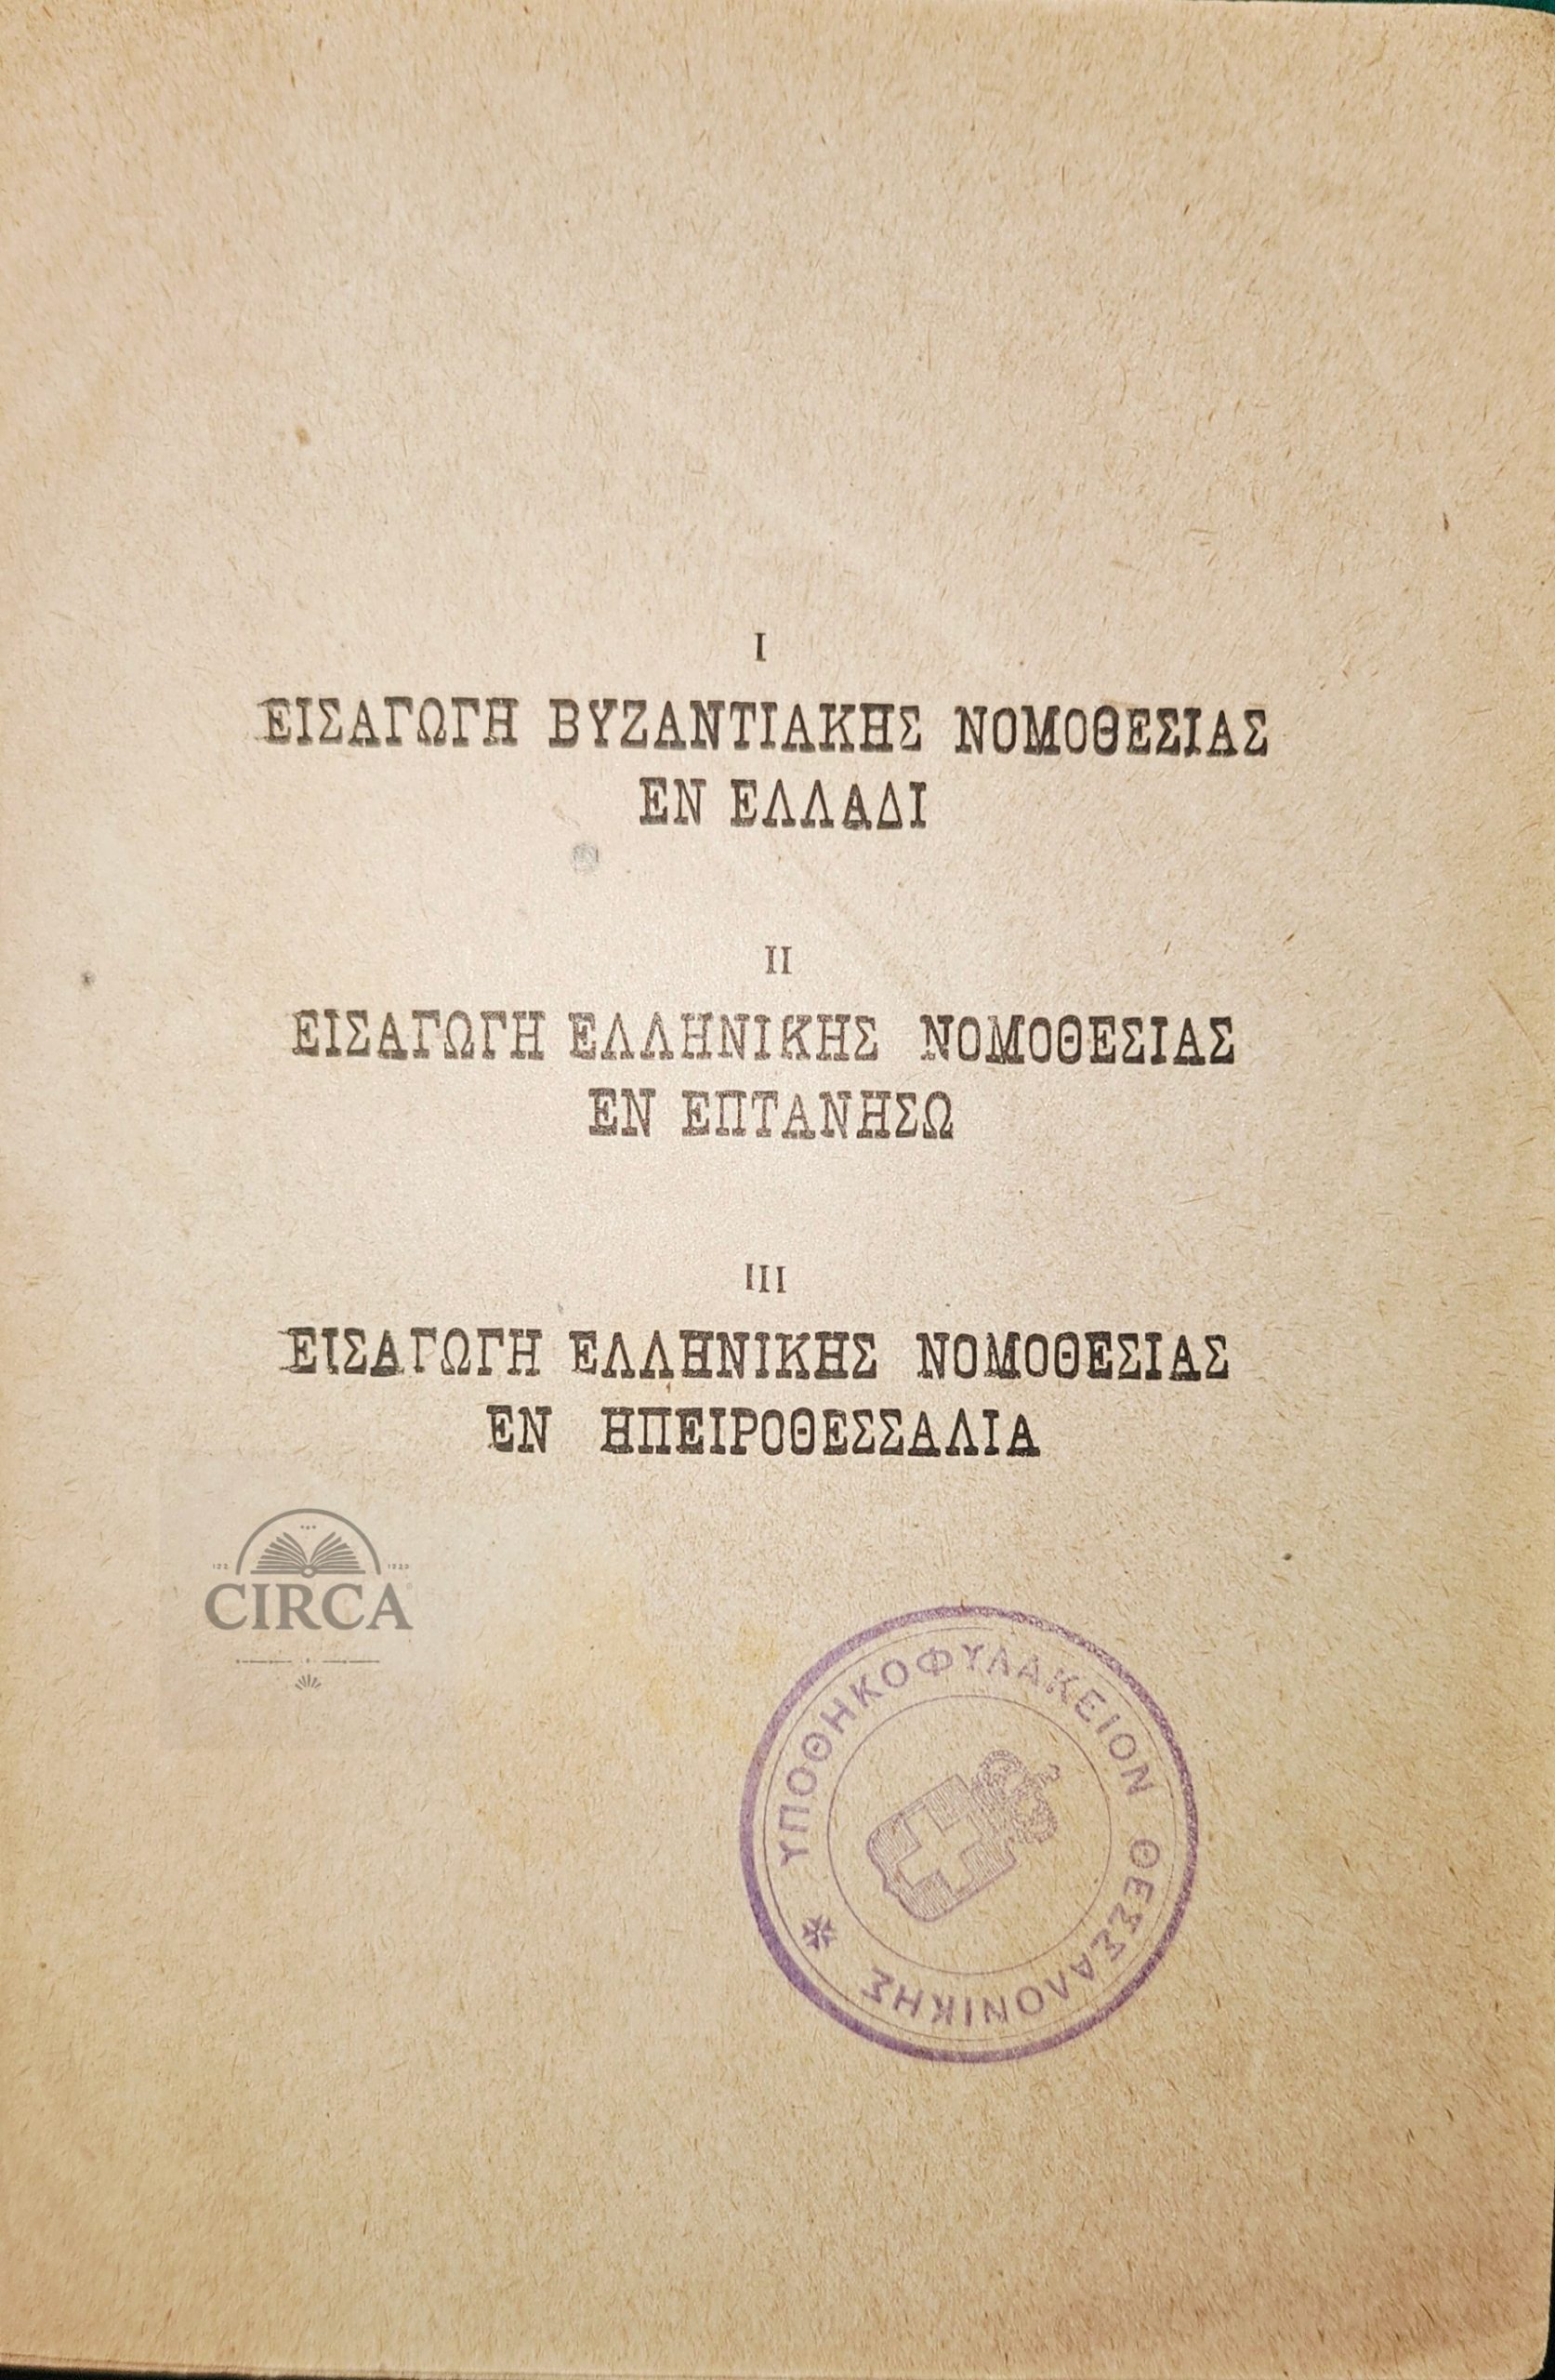 I
ΕΙΣΑΓΩΓΗ ΒΥΖΑΝΤΙΑΚΗΣ ΝΟΜΟΘΕΣΙΑΣ
ΕΝ ΕΛΛΑΔΙ
II
ΕΙΣΑΓΩΓΗ ΕΛΛΗΝΙΚΗΣ ΝΟΜΟΘΕΣΙΑΣ
ΕΝ ΕΠΤΑΝΗΣΩ
III
ΕΙΣΑΓΩΓΗ ΕΛΛΗΝΙΚΗΣ ΝΟΜΟΘΕΣΙΑΣ
ΕΝ ΗΠΕΙΡΟΘΕΣΣΑΛΙΑ
CIRCA
ΥΠΟΘΗΚΟΦΥΛΑΚΕΙΟΝ ΘΕΣΣΑΛΟΝΙΚΗΣ